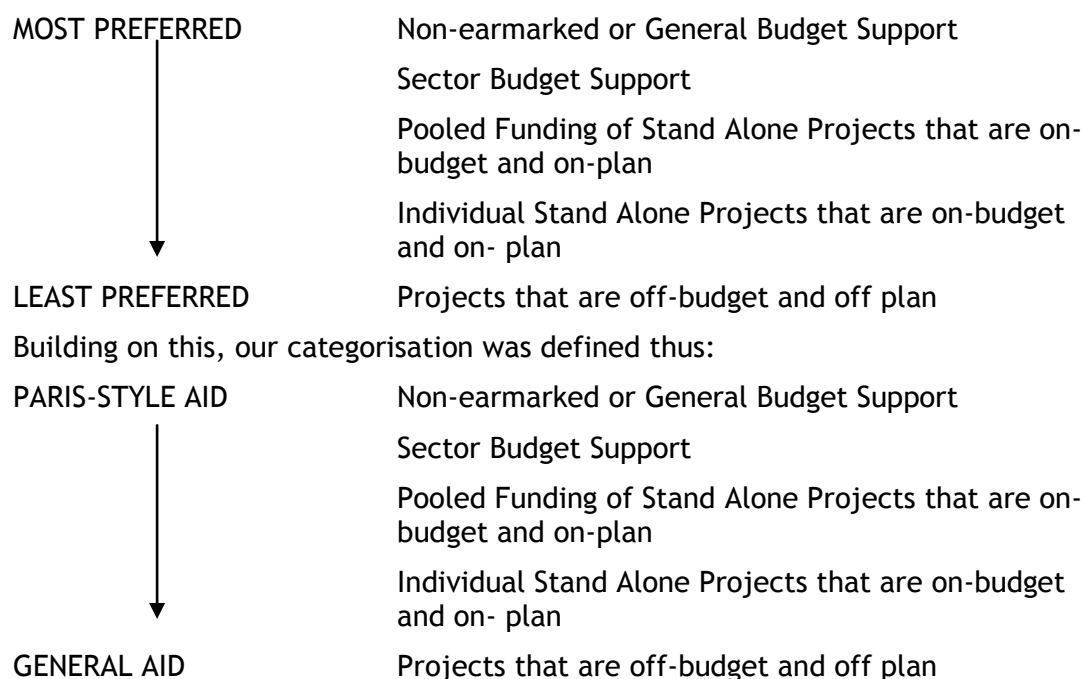 MOST PREFERRED Non-earmarked or General Budget Support
Sector Budget Support
Pooled Funding of Stand Alone Projects that are on-
budget and on-plan
Individual Stand Alone Projects that are on-budget
and on- plan
LEAST PREFERRED Projects that are off-budget and off plan
Building on this, our categorisation was defined thus:
PARIS-STYLE AID Non-earmarked or General Budget Support
Sector Budget Support
Pooled Funding of Stand Alone Projects that are on-
budget and on-plan
Individual Stand Alone Projects that are on-budget
and on- plan
GENERAL AID Projects that are off-budget and off plan